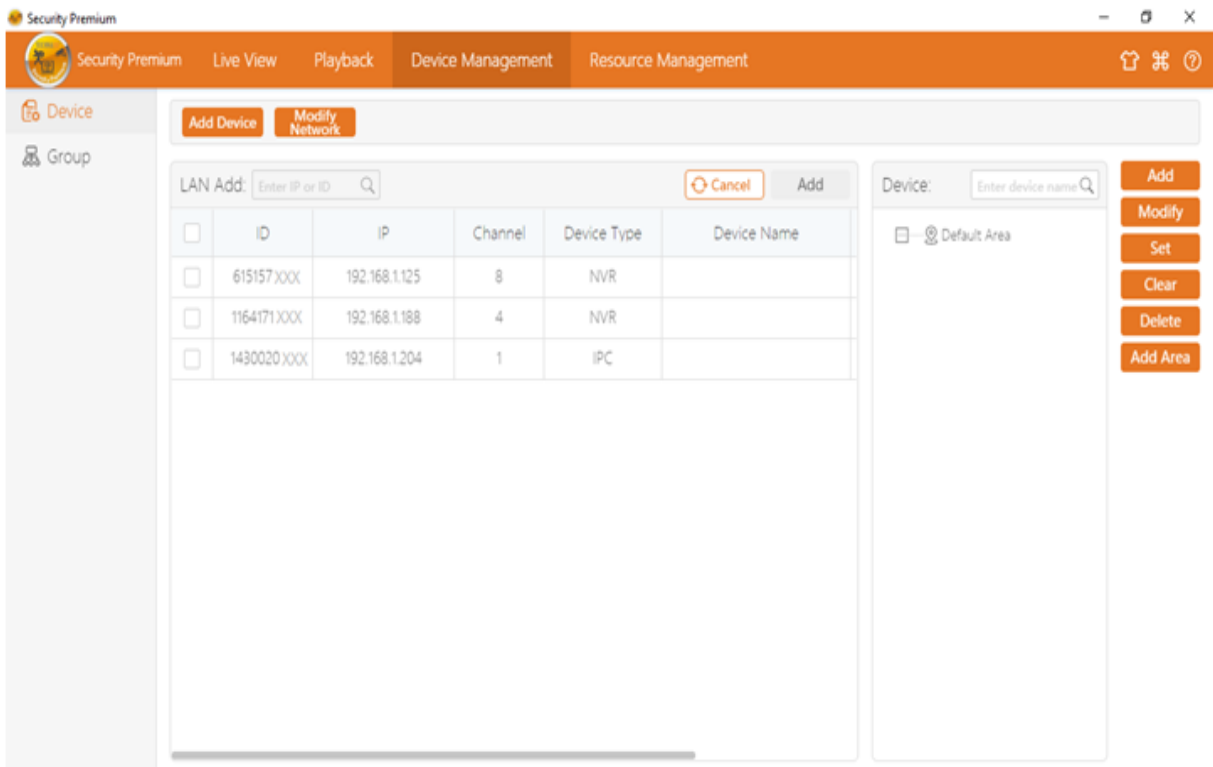 Security Premium
Security Premium Live View Playback Device Management Resource Management
Device
Group
Add Device
Modify
Network
LAN Add: Enter IP or ID Cancel Add
ID IP Channel Device Type Device Name
615157XXX 192.168.1.125 8 NVR
1164171XXX 192.168.1.188 4 NVR
1430020XXX 192.168.1.204 1 IPC
Device: Enter device name
Default Area
Add
Modify
Set
Clear
Delete
Add Area